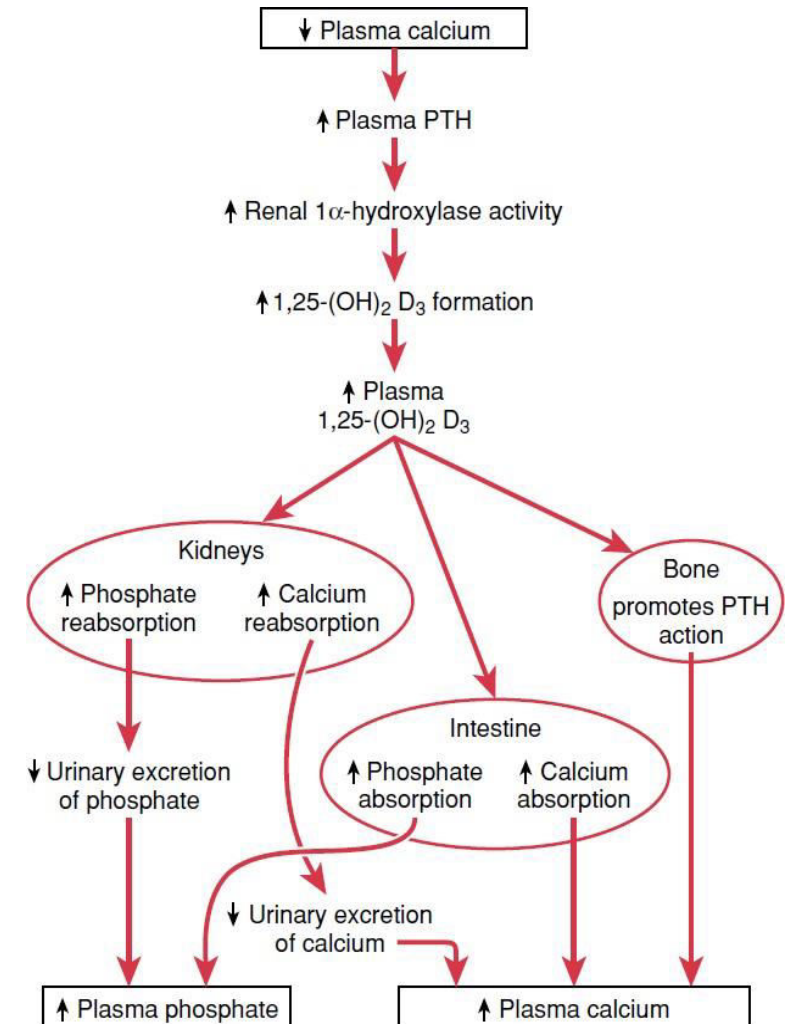 ↓ Plasma calcium
↑ Plasma PTH
↑ Renal 1α-hydroxylase activity
↑ 1,25-(OH)₂ D₃ formation
↑ Plasma
1,25-(OH)₂ D₃
Kidneys
↑ Phosphate
reabsorption
↑ Calcium
reabsorption
Bone
promotes PTH
action
Intestine
↑ Phosphate
absorption
↑ Calcium
absorption
↓ Urinary excretion
of phosphate
↓ Urinary excretion
of calcium
↑ Plasma phosphate
↑ Plasma calcium